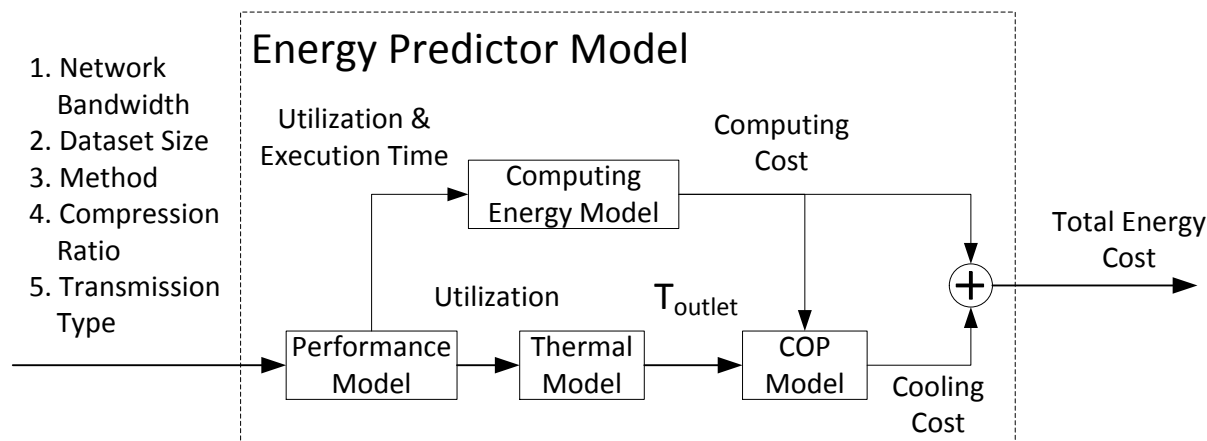 Energy Predictor Model
1. Network
Bandwidth
2. Dataset Size
3. Method
4. Compression
Ratio
5. Transmission
Type
Utilization &
Execution Time
Computing
Energy Model
Computing
Cost
Utilization
Toutlet
Performance
Model
Thermal
Model
COP
Model
Cooling
Cost
+
Total Energy
Cost